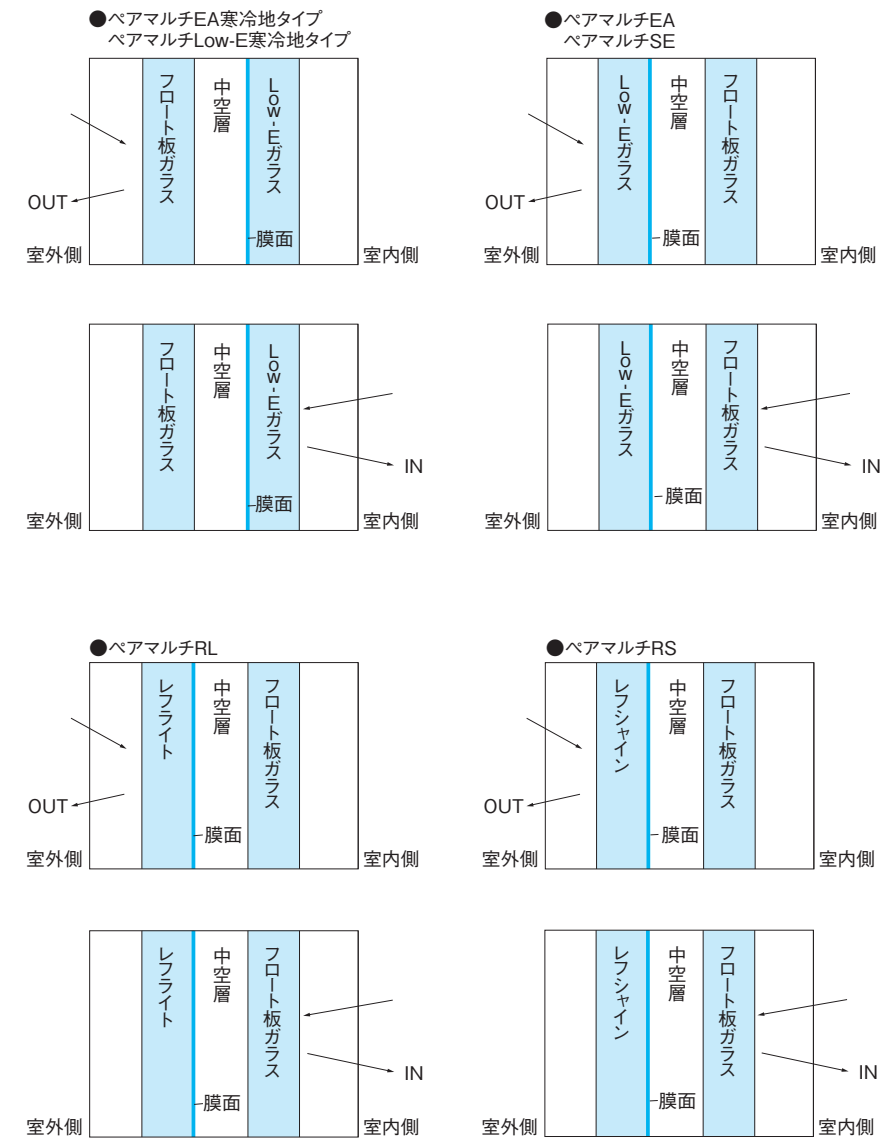 ●ペアマルチEA寒冷地タイプ
ペアマルチLow-E寒冷地タイプ
フロート板ガラス
中空層
Low-Eガラス
OUT
膜面
室外側
室内側
フロート板ガラス
中空層
Low-Eガラス
IN
膜面
室外側
室内側
●ペアマルチEA
ペアマルチSE
Low-Eガラス
中空層
フロート板ガラス
OUT
膜面
室外側
室内側
Low-Eガラス
中空層
フロート板ガラス
IN
膜面
室外側
室内側
●ペアマルチRL
レフライト
中空層
フロート板ガラス
OUT
膜面
室外側
室内側
レフライト
中空層
フロート板ガラス
IN
膜面
室外側
室内側
●ペアマルチRS
レフシャイン
中空層
フロート板ガラス
OUT
膜面
室外側
室内側
レフシャイン
中空層
フロート板ガラス
IN
膜面
室外側
室内側